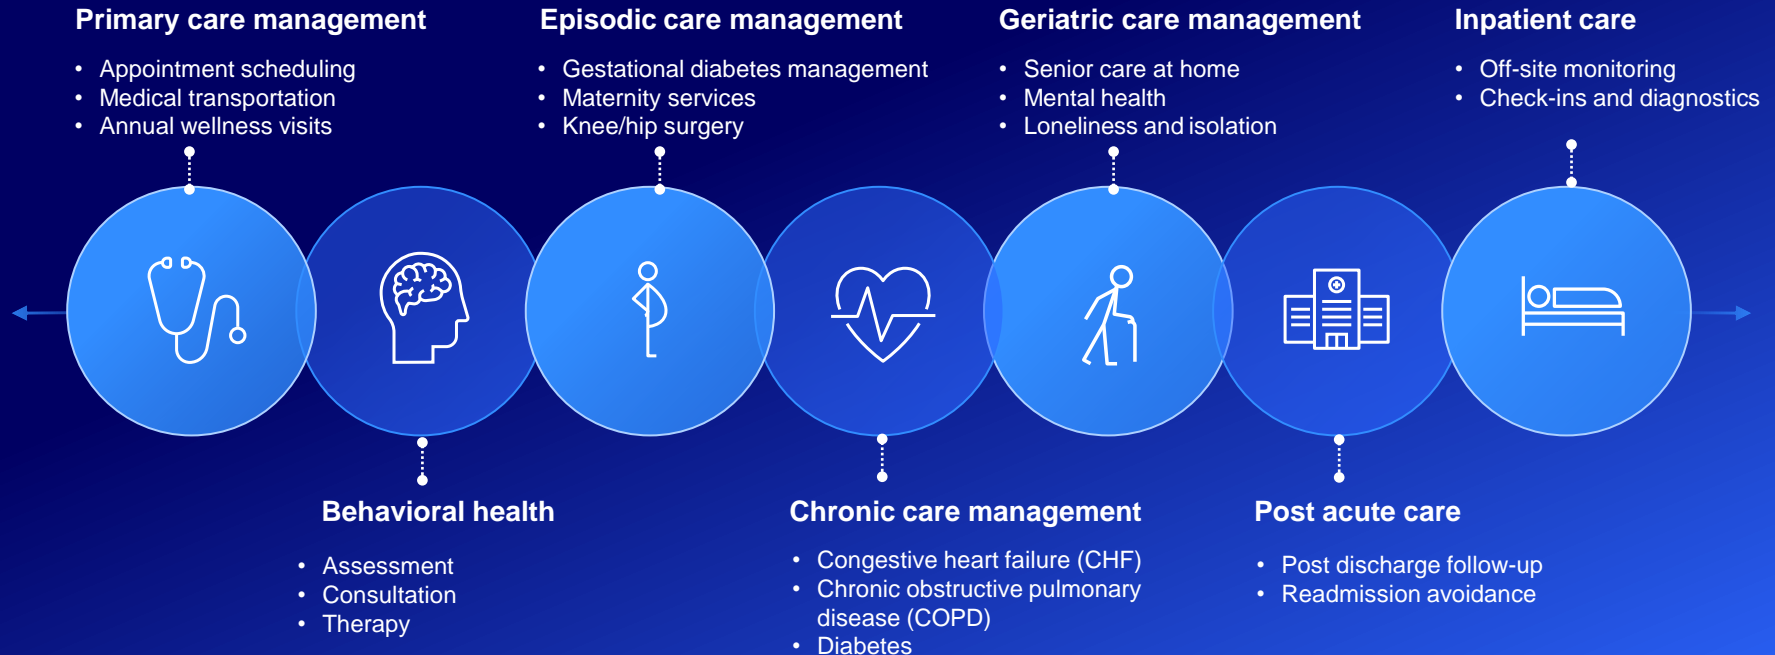 Primary care management
• Appointment scheduling
• Medical transportation
• Annual wellness visits
Episodic care management
• Gestational diabetes management
• Maternity services
• Knee/hip surgery
Geriatric care management
• Senior care at home
• Mental health
• Loneliness and isolation
Inpatient care
• Off-site monitoring
• Check-ins and diagnostics
Behavioral health
• Assessment
• Consultation
• Therapy
Chronic care management
• Congestive heart failure (CHF)
• Chronic obstructive pulmonary
disease (COPD)
• Diabetes
Post acute care
• Post discharge follow-up
• Readmission avoidance